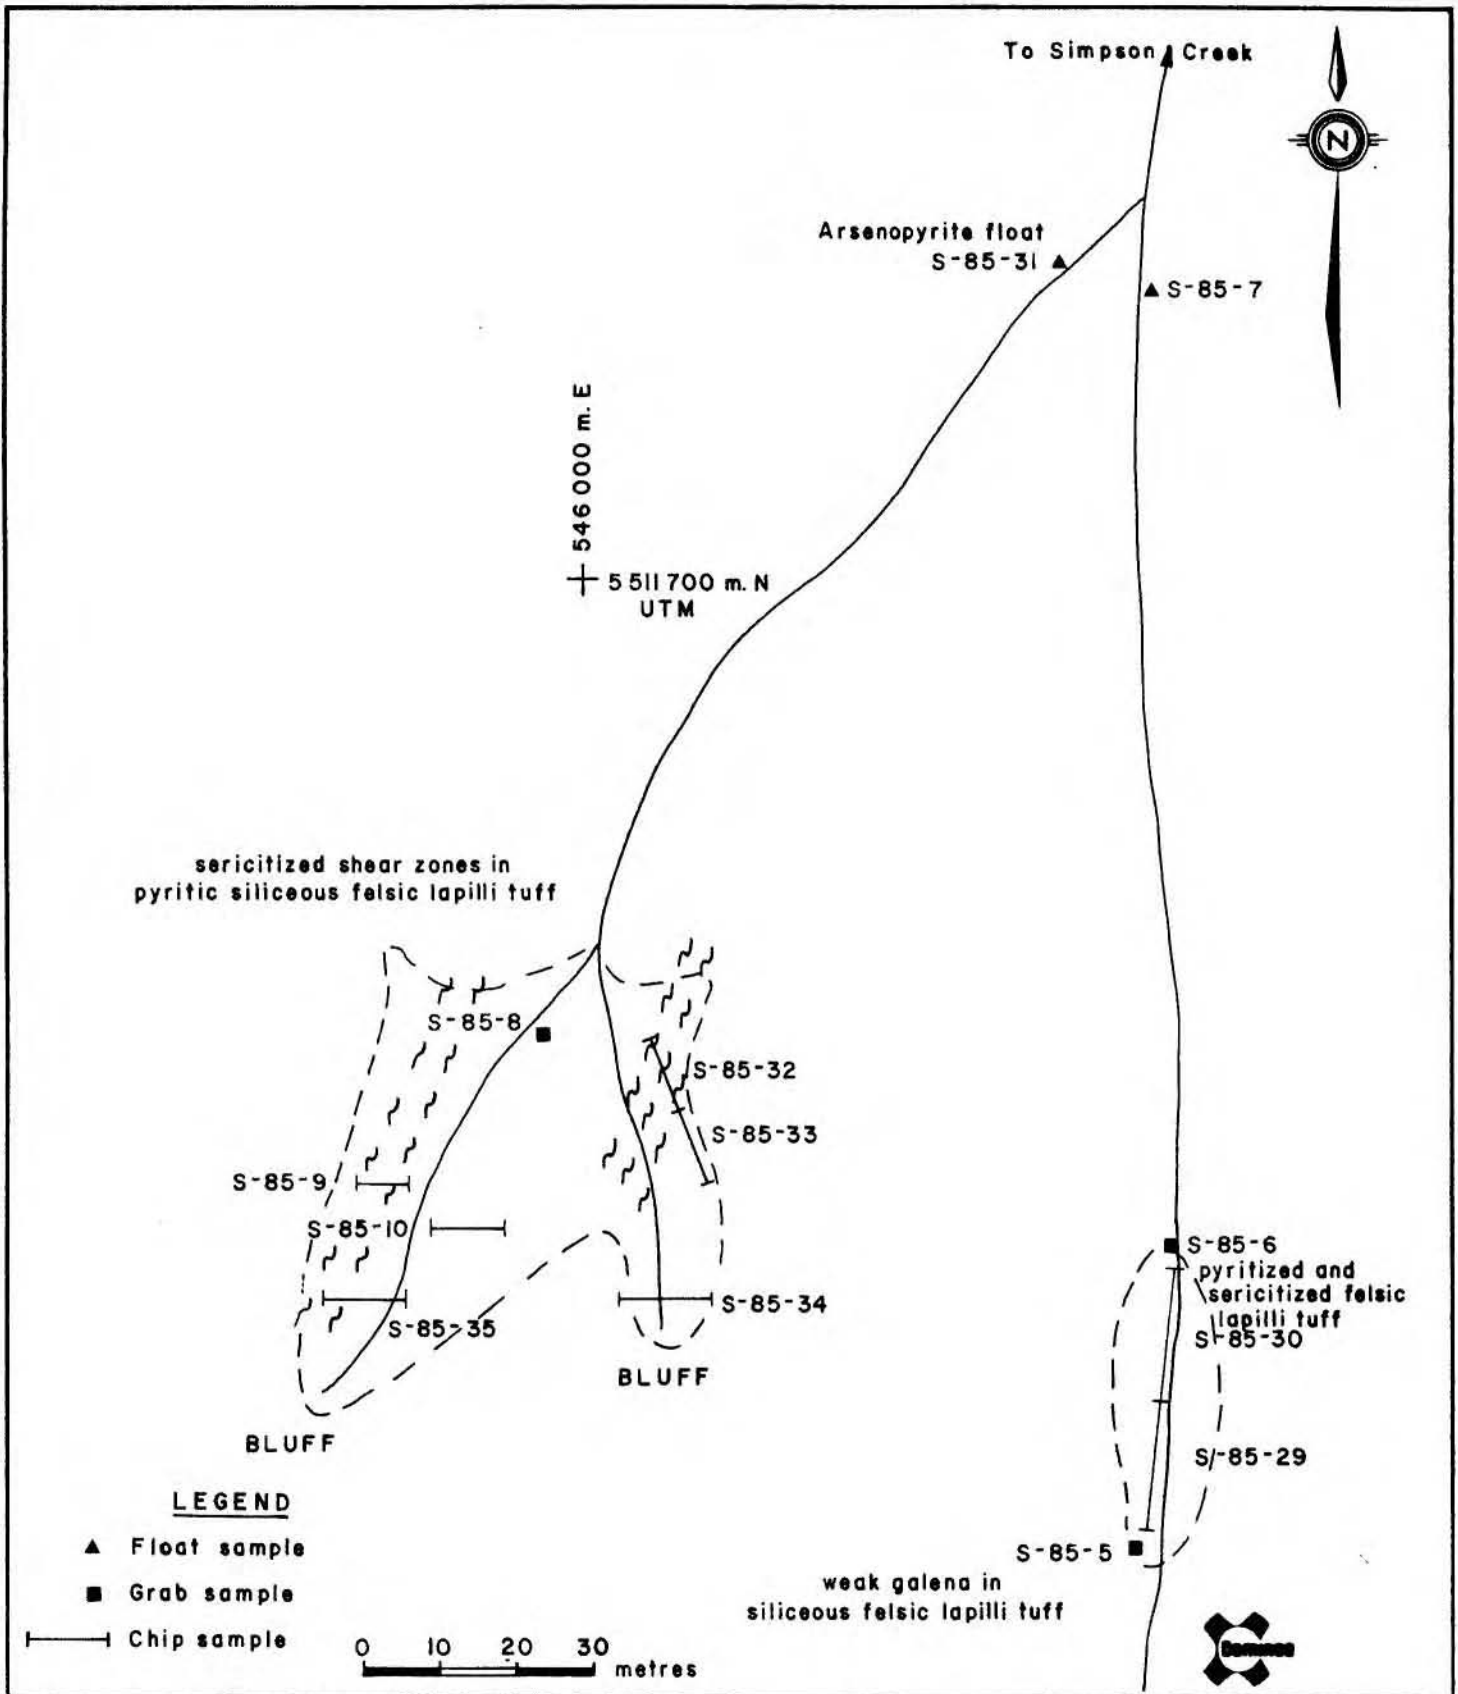 To Simpson Creek
N
Arsenopyrite float
S-85-31
S-85-7
546 000 m. E
5 511 700 m. N
UTM
sericitized shear zones in
pyritic siliceous felsic lapilli tuff
S-85-8
S-85-32
S-85-33
S-85-9
S-85-10
S-85-6
pyritized and
sericitized felsic
lapilli tuff
S-85-34
S-85-35
S-85-30
BLUFF
BLUFF
S-85-29
LEGEND
Float sample
Grab sample
Chip sample
S-85-5
weak galena in
siliceous felsic lapilli tuff
0 10 20 30
metres